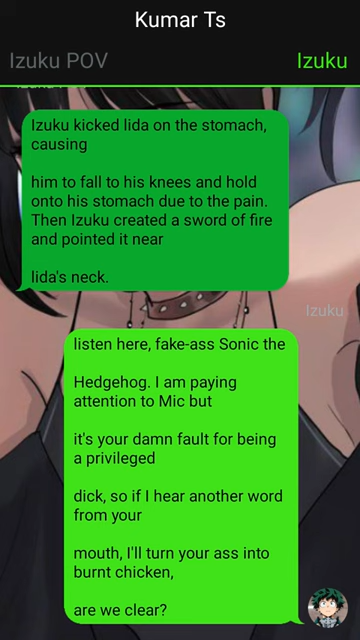 Kumar Ts
Izuku POV
Izuku
Izuku kicked Iida on the stomach,
causing
him to fall to his knees and hold
onto his stomach due to the pain.
Then Izuku created a sword of fire
and pointed it near
Iida's neck.
Izuku
listen here, fake-ass Sonic the
Hedgehog. I am paying
attention to Mic but
it's your damn fault for being
a privileged
dick, so if I hear another word
from your
mouth, I'll turn your ass into
burnt chicken,
are we clear?